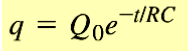 q = Q₀e^{−t/RC}